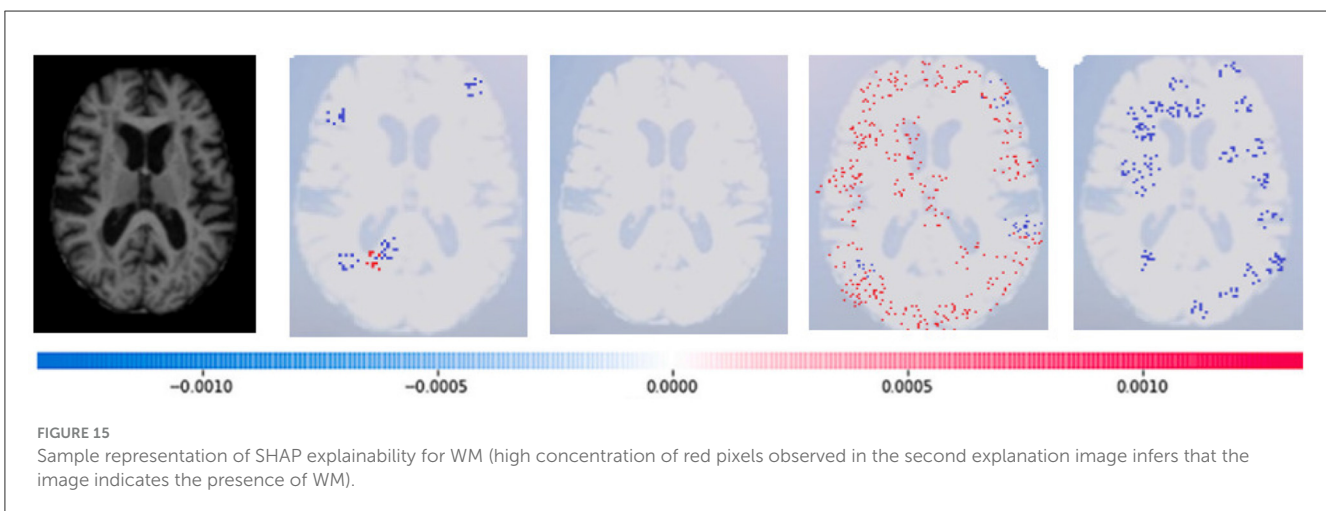 −0.0010 −0.0005 0.0000 0.0005 0.0010
FIGURE 15
Sample representation of SHAP explainability for WM (high concentration of red pixels observed in the second explanation image infers that the
image indicates the presence of WM).